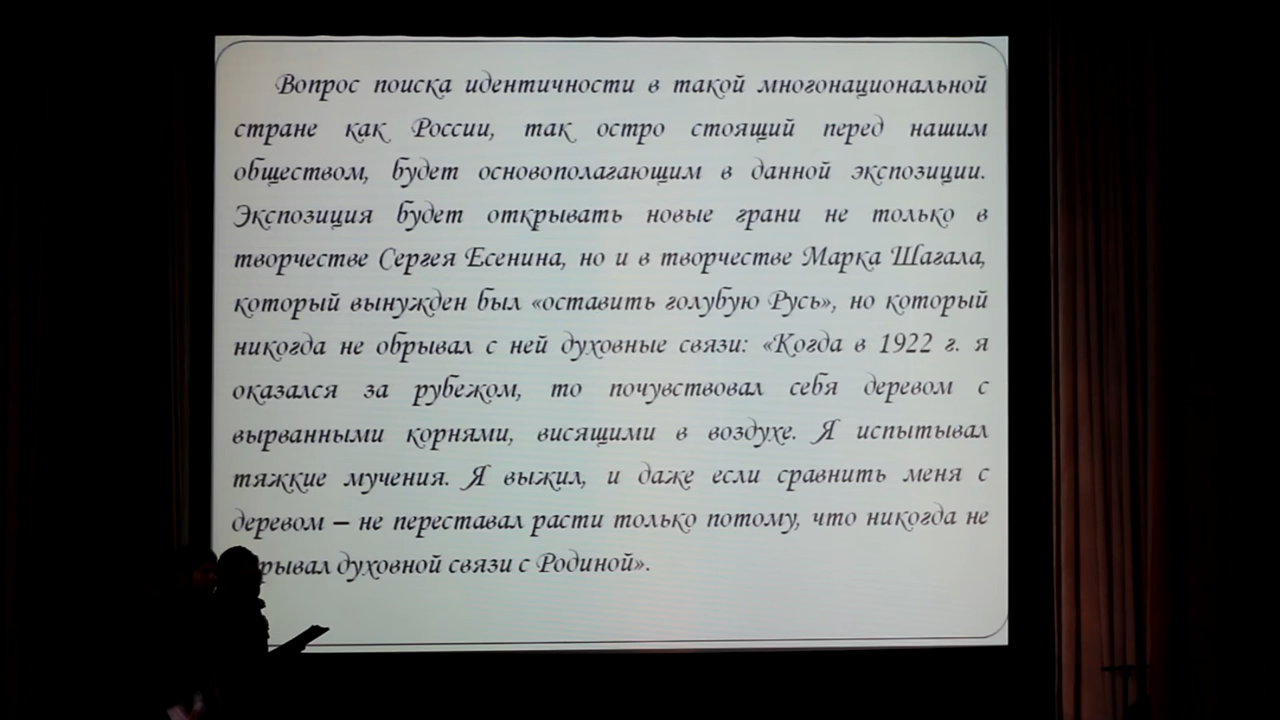 Вопрос поиска идентичности в такой многонациональной
стране как России, так остро стоящий перед нашим
обществом, будет основополагающим в данной экспозиции.
Экспозиция будет открывать новые грани не только в
творчестве Сергея Есенина, но и в творчестве Марка Шагала,
который вынужден был «оставить голубую Русь», но который
никогда не обрывал с ней духовные связи: «Когда в 1922 г. я
оказался за рубежом, то почувствовал себя деревом с
вырванными корнями, висящими в воздухе. Я испытывал
тяжкие мучения. Я выжил, и даже если сравнить меня с
деревом – не переставал расти только потому, что никогда не
духовной связи с Родиной».